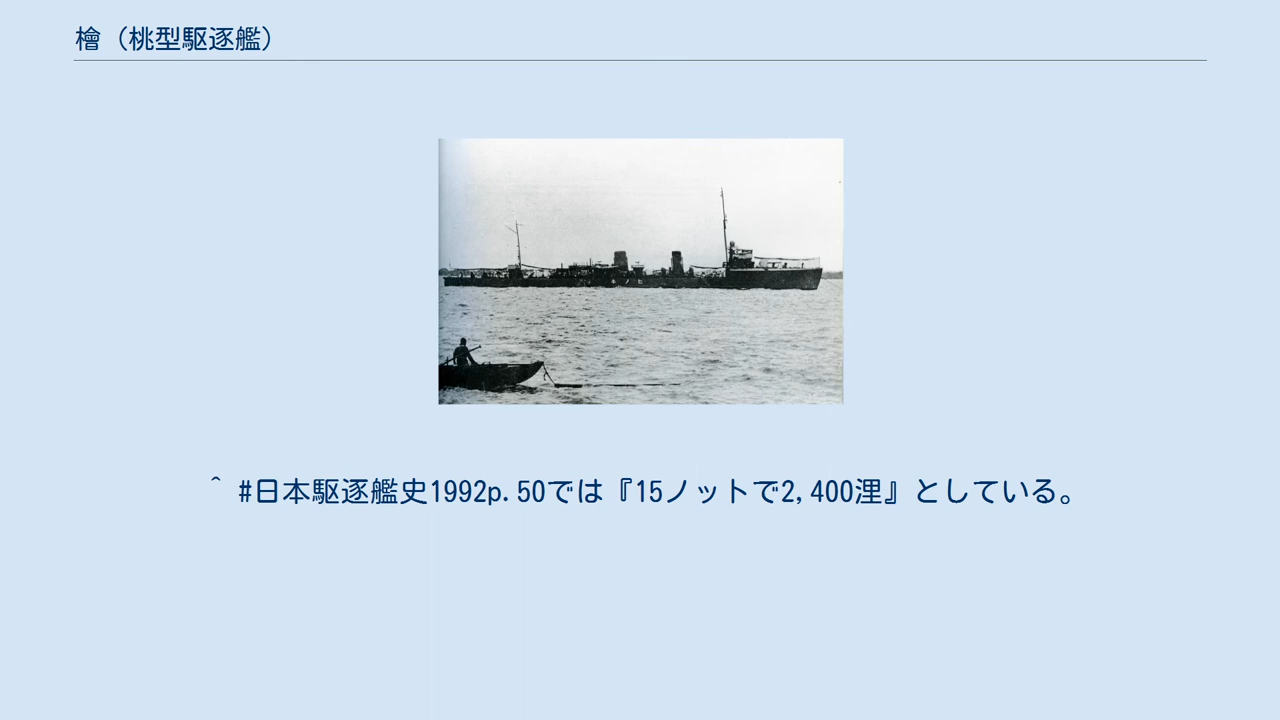 檜（桃型駆逐艦）
^ #日本駆逐艦史1992p.50では『15ノットで2,400浬』としている。